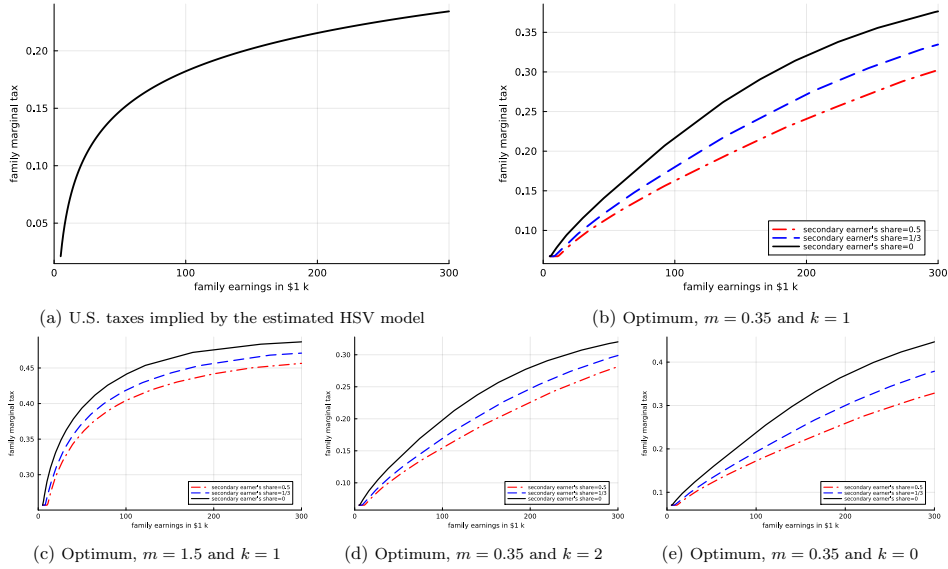 0.20
0.15
0.10
0.05
family marginal tax
0
100
200
300
family earnings in $1 k
(a) U.S. taxes implied by the estimated HSV model
0.35
0.30
0.25
0.20
0.15
0.10
family marginal tax
secondary earner's share=0.5
secondary earner's share=1/3
secondary earner's share=0
0
100
200
300
family earnings in $1 k
(b) Optimum, m = 0.35 and k = 1
0.45
0.40
0.35
0.30
family marginal tax
secondary earner's share=0.5
secondary earner's share=1/3
secondary earner's share=0
0
100
200
300
family earnings in $1 k
(c) Optimum, m = 1.5 and k = 1
0.30
0.25
0.20
0.15
0.10
family marginal tax
secondary earner's share=0.5
secondary earner's share=1/3
secondary earner's share=0
0
100
200
300
family earnings in $1 k
(d) Optimum, m = 0.35 and k = 2
0.4
0.3
0.2
0.1
family marginal tax
secondary earner's share=0.5
secondary earner's share=1/3
secondary earner's share=0
0
100
200
300
family earnings in $1 k
(e) Optimum, m = 0.35 and k = 0